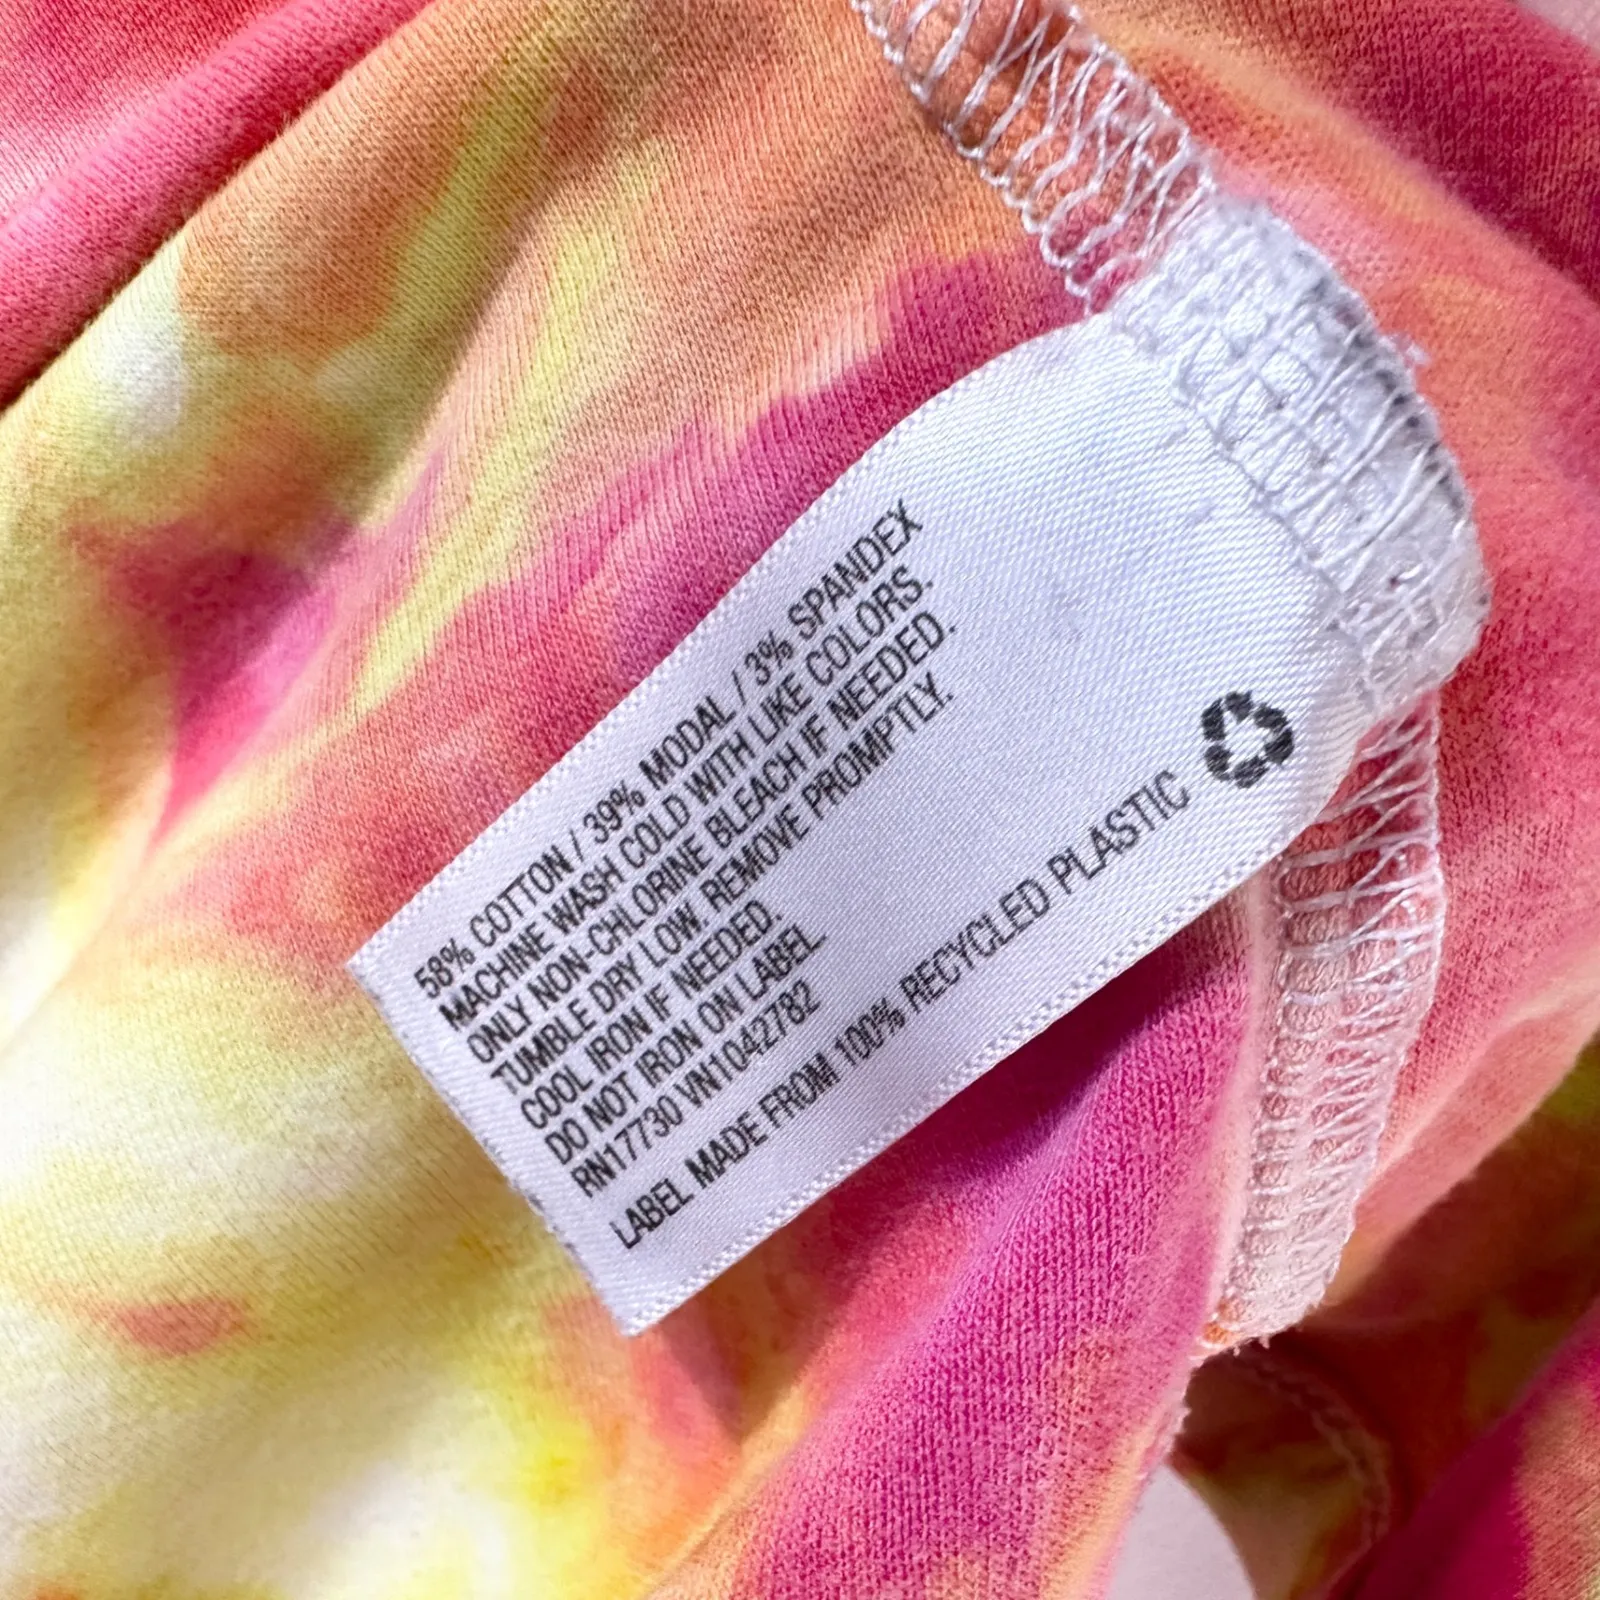 58% COTTON / 39% MODAL / 3% SPANDEX
MACHINE WASH COLD WITH LIKE COLORS.
ONLY NON-CHLORINE BLEACH IF NEEDED.
TUMBLE DRY LOW. REMOVE PROMPTLY.
COOL IRON IF NEEDED.
DO NOT IRON ON LABEL.
RN17730 VN1042782
LABEL MADE FROM 100% RECYCLED PLASTIC